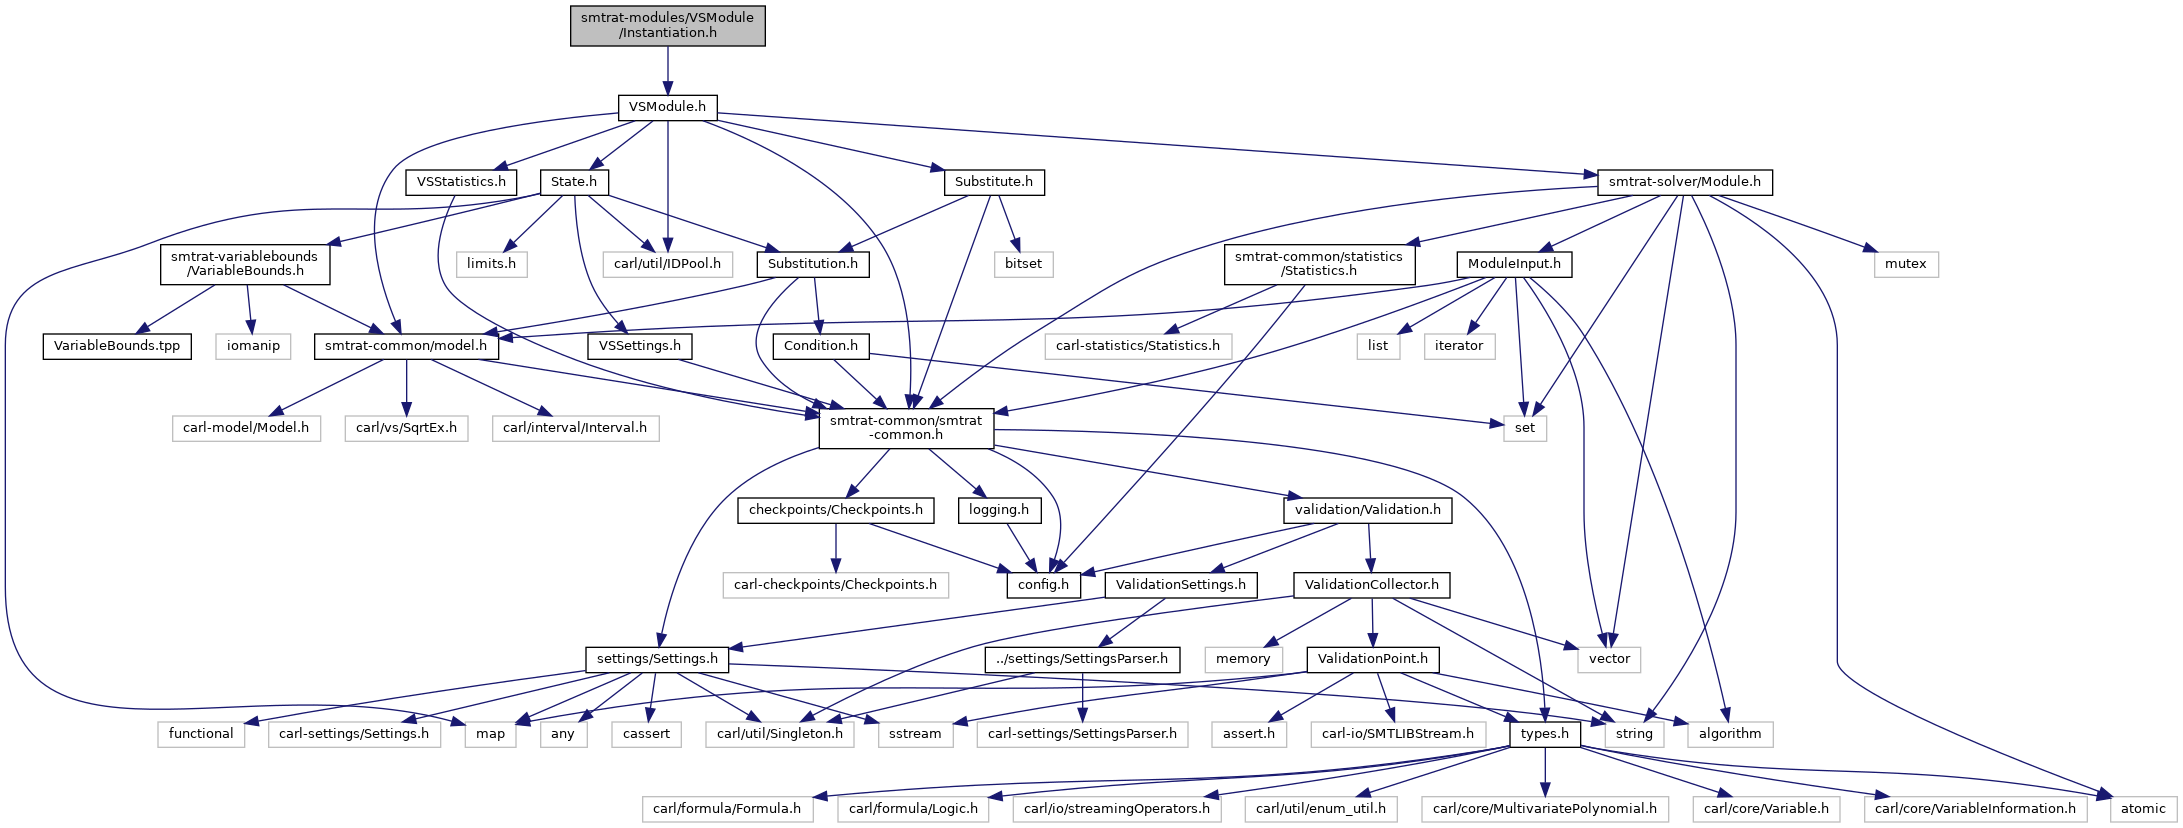 smtrat-modules/VSModule
/Instantiation.h
VSModule.h
VSStatistics.h
State.h
Substitute.h
smtrat-solver/Module.h
smtrat-variablebounds
/VariableBounds.h
limits.h
carl/util/IDPool.h
Substitution.h
bitset
smtrat-common/statistics
/Statistics.h
ModuleInput.h
mutex
VariableBounds.tpp
iomanip
smtrat-common/model.h
VSSettings.h
Condition.h
carl-statistics/Statistics.h
list
iterator
carl-model/Model.h
carl/vs/SqrtEx.h
carl/interval/Interval.h
smtrat-common/smtrat
-common.h
set
checkpoints/Checkpoints.h
logging.h
validation/Validation.h
carl-checkpoints/Checkpoints.h
config.h
ValidationSettings.h
ValidationCollector.h
settings/Settings.h
../settings/SettingsParser.h
memory
ValidationPoint.h
vector
functional
carl-settings/Settings.h
map
any
cassert
carl/util/Singleton.h
sstream
carl-settings/SettingsParser.h
assert.h
carl-io/SMTLIBStream.h
types.h
string
algorithm
carl/formula/Formula.h
carl/formula/Logic.h
carl/io/streamingOperators.h
carl/util/enum_util.h
carl/core/MultivariatePolynomial.h
carl/core/Variable.h
carl/core/VariableInformation.h
atomic